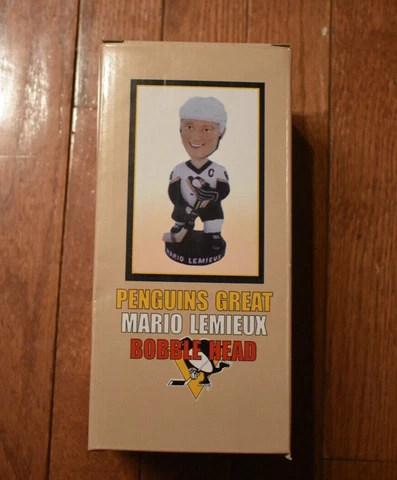 C
MARIO LEMIEUX
PENGUINS GREAT
MARIO LEMIEUX
BOBBLE HEAD